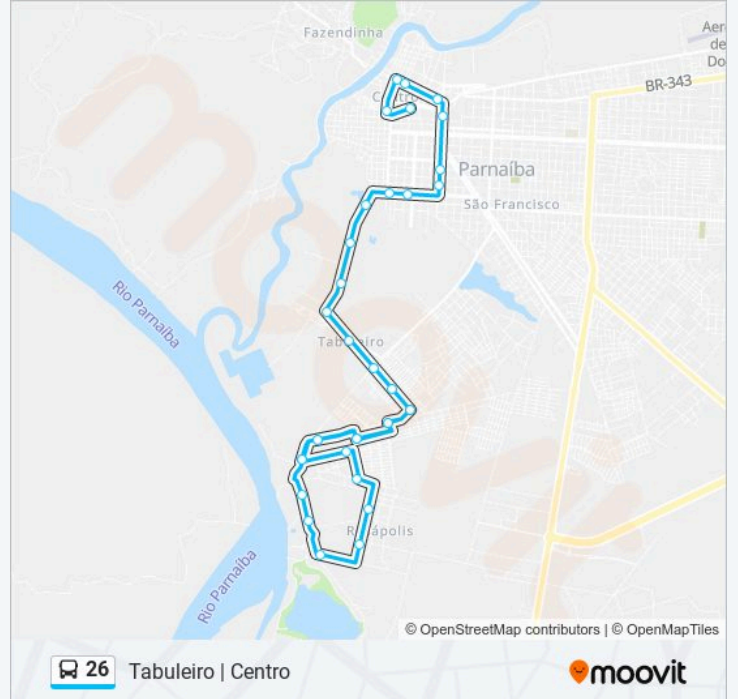 Fazendinha
Aer
de
Do
BR-343
Parnaíba
São Francisco
Rio Parnaíba
Rio Parnaíba
© OpenStreetMap contributors | © OpenMapTiles
26 Tabuleiro | Centro
moovit